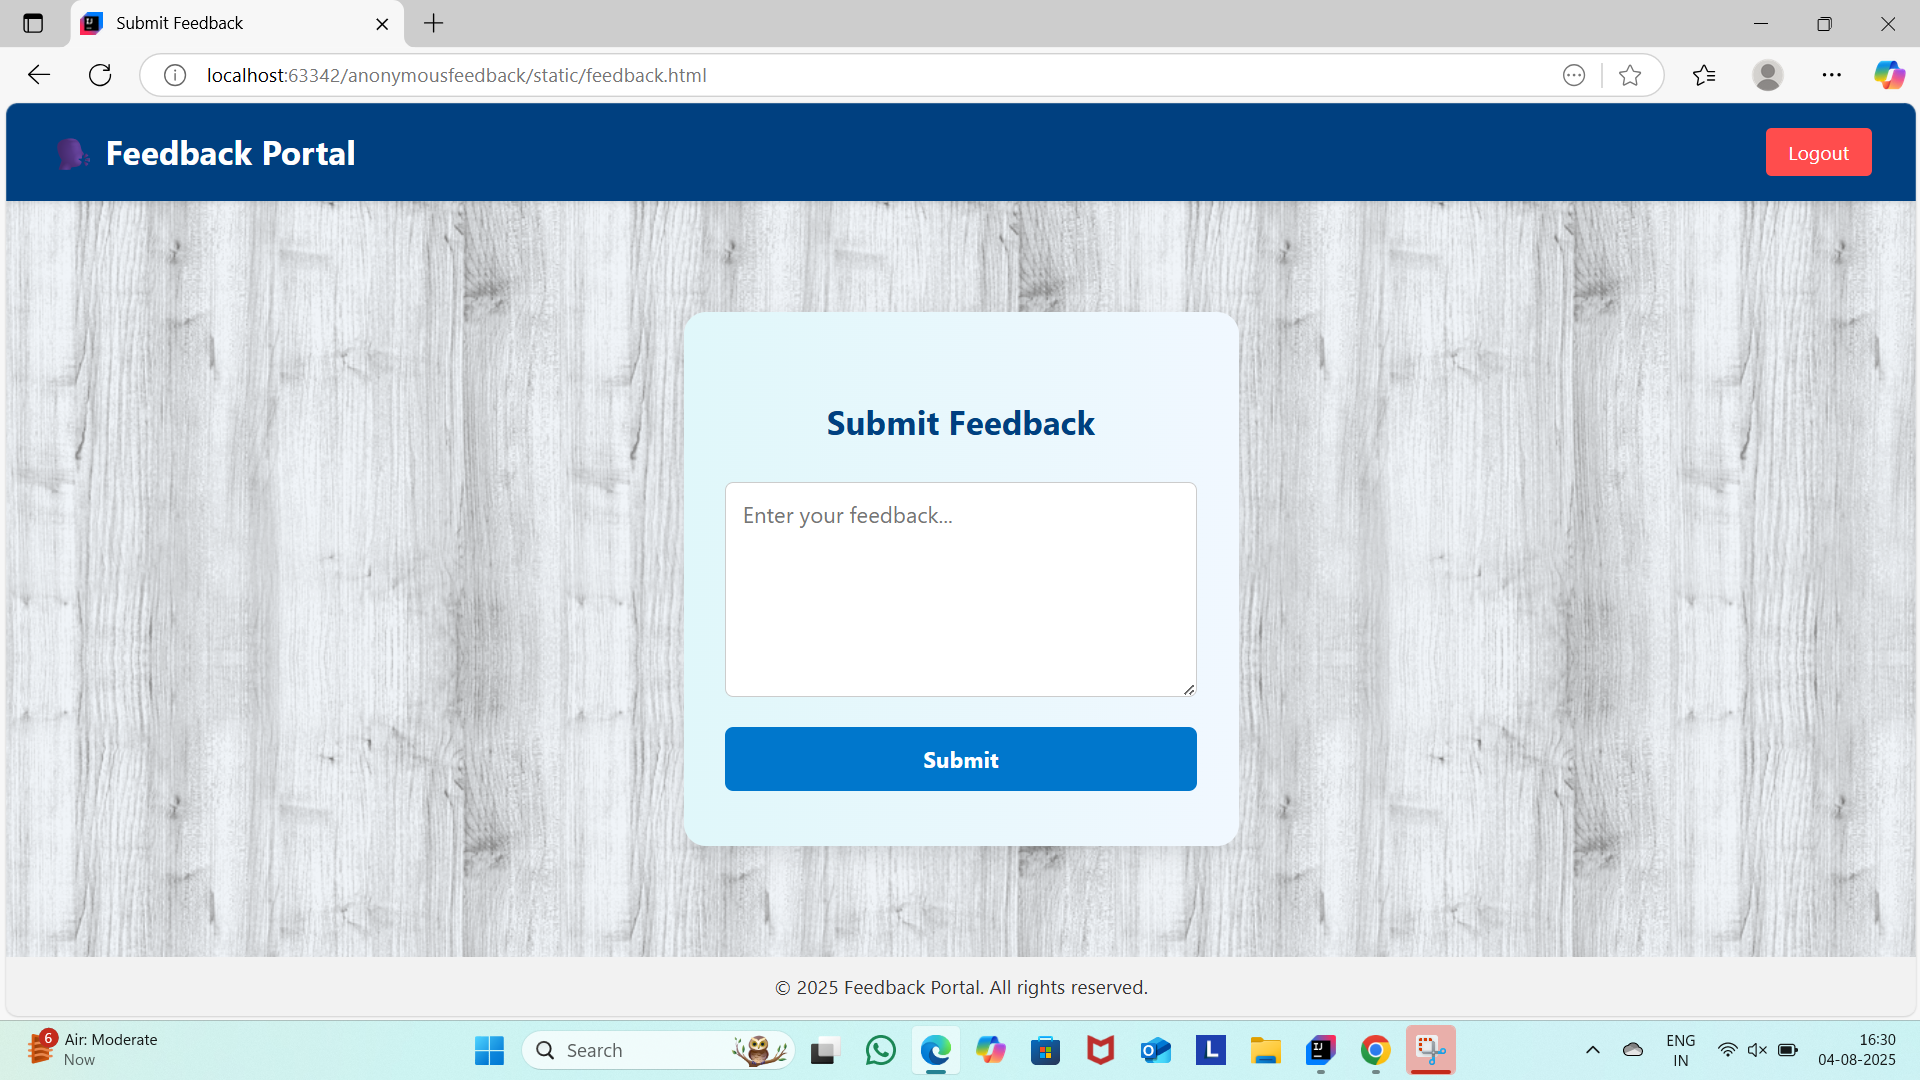 Submit Feedback
localhost:63342/anonymousfeedback/static/feedback.html
Feedback Portal
Logout
Submit Feedback
Enter your feedback...
Submit
© 2025 Feedback Portal. All rights reserved.
6
Air: Moderate
Now
Search
L
IJ
ENG
IN
16:30
04-08-2025